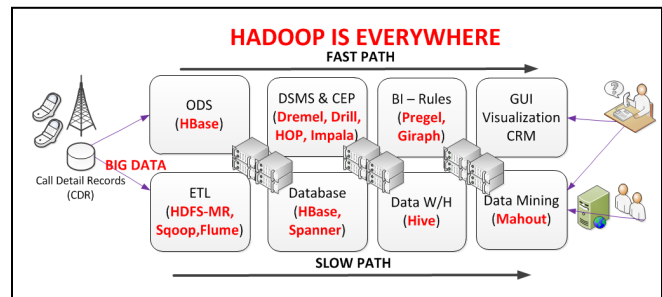 HADOOP IS EVERYWHERE
FAST PATH
ODS
(HBase)
DSMS & CEP
(Dremel, Drill,
HOP, Impala)
BI – Rules
(Pregel,
Giraph)
GUI
Visualization
CRM
BIG DATA
Call Detail Records
(CDR)
ETL
(HDFS-MR,
Sqoop,Flume)
Database
(HBase,
Spanner)
Data W/H
(Hive)
Data Mining
(Mahout)
SLOW PATH